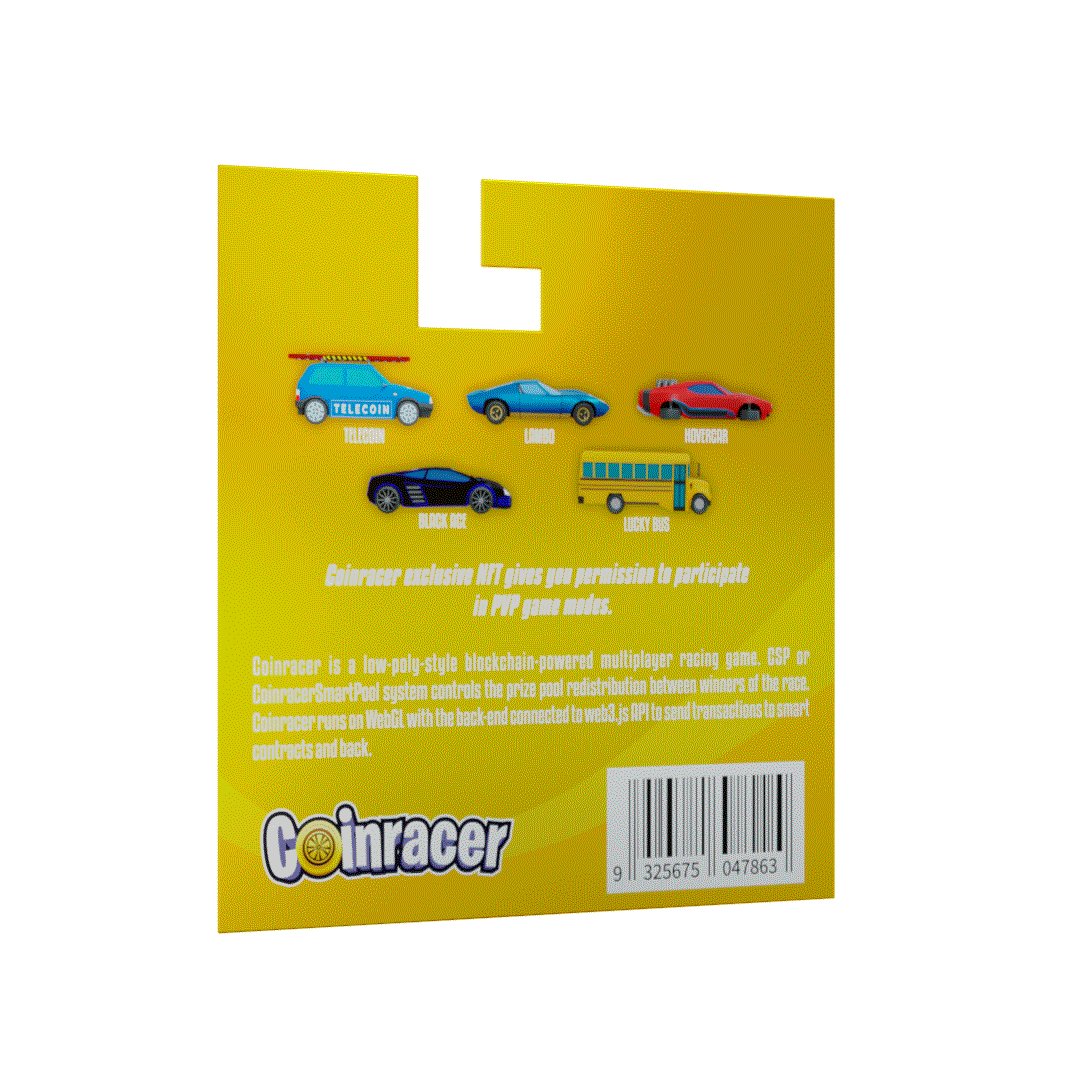 TELECOIN
TELECOIN LAMBO HOVERCAR
BLOCK ACE LUCKY BUS
Coinracer exclusive NFT gives you permission to participate
in PVP game modes.
Coinracer is a low-poly-style blockchain-powered multiplayer racing game. CSP or
CoinracerSmartPool system controls the prize pool redistribution between winners of the race.
Coinracer runs on WebGL with the back-end connected to web3.js API to send transactions to smart
contracts and back.
Coinracer
9 325675 047863